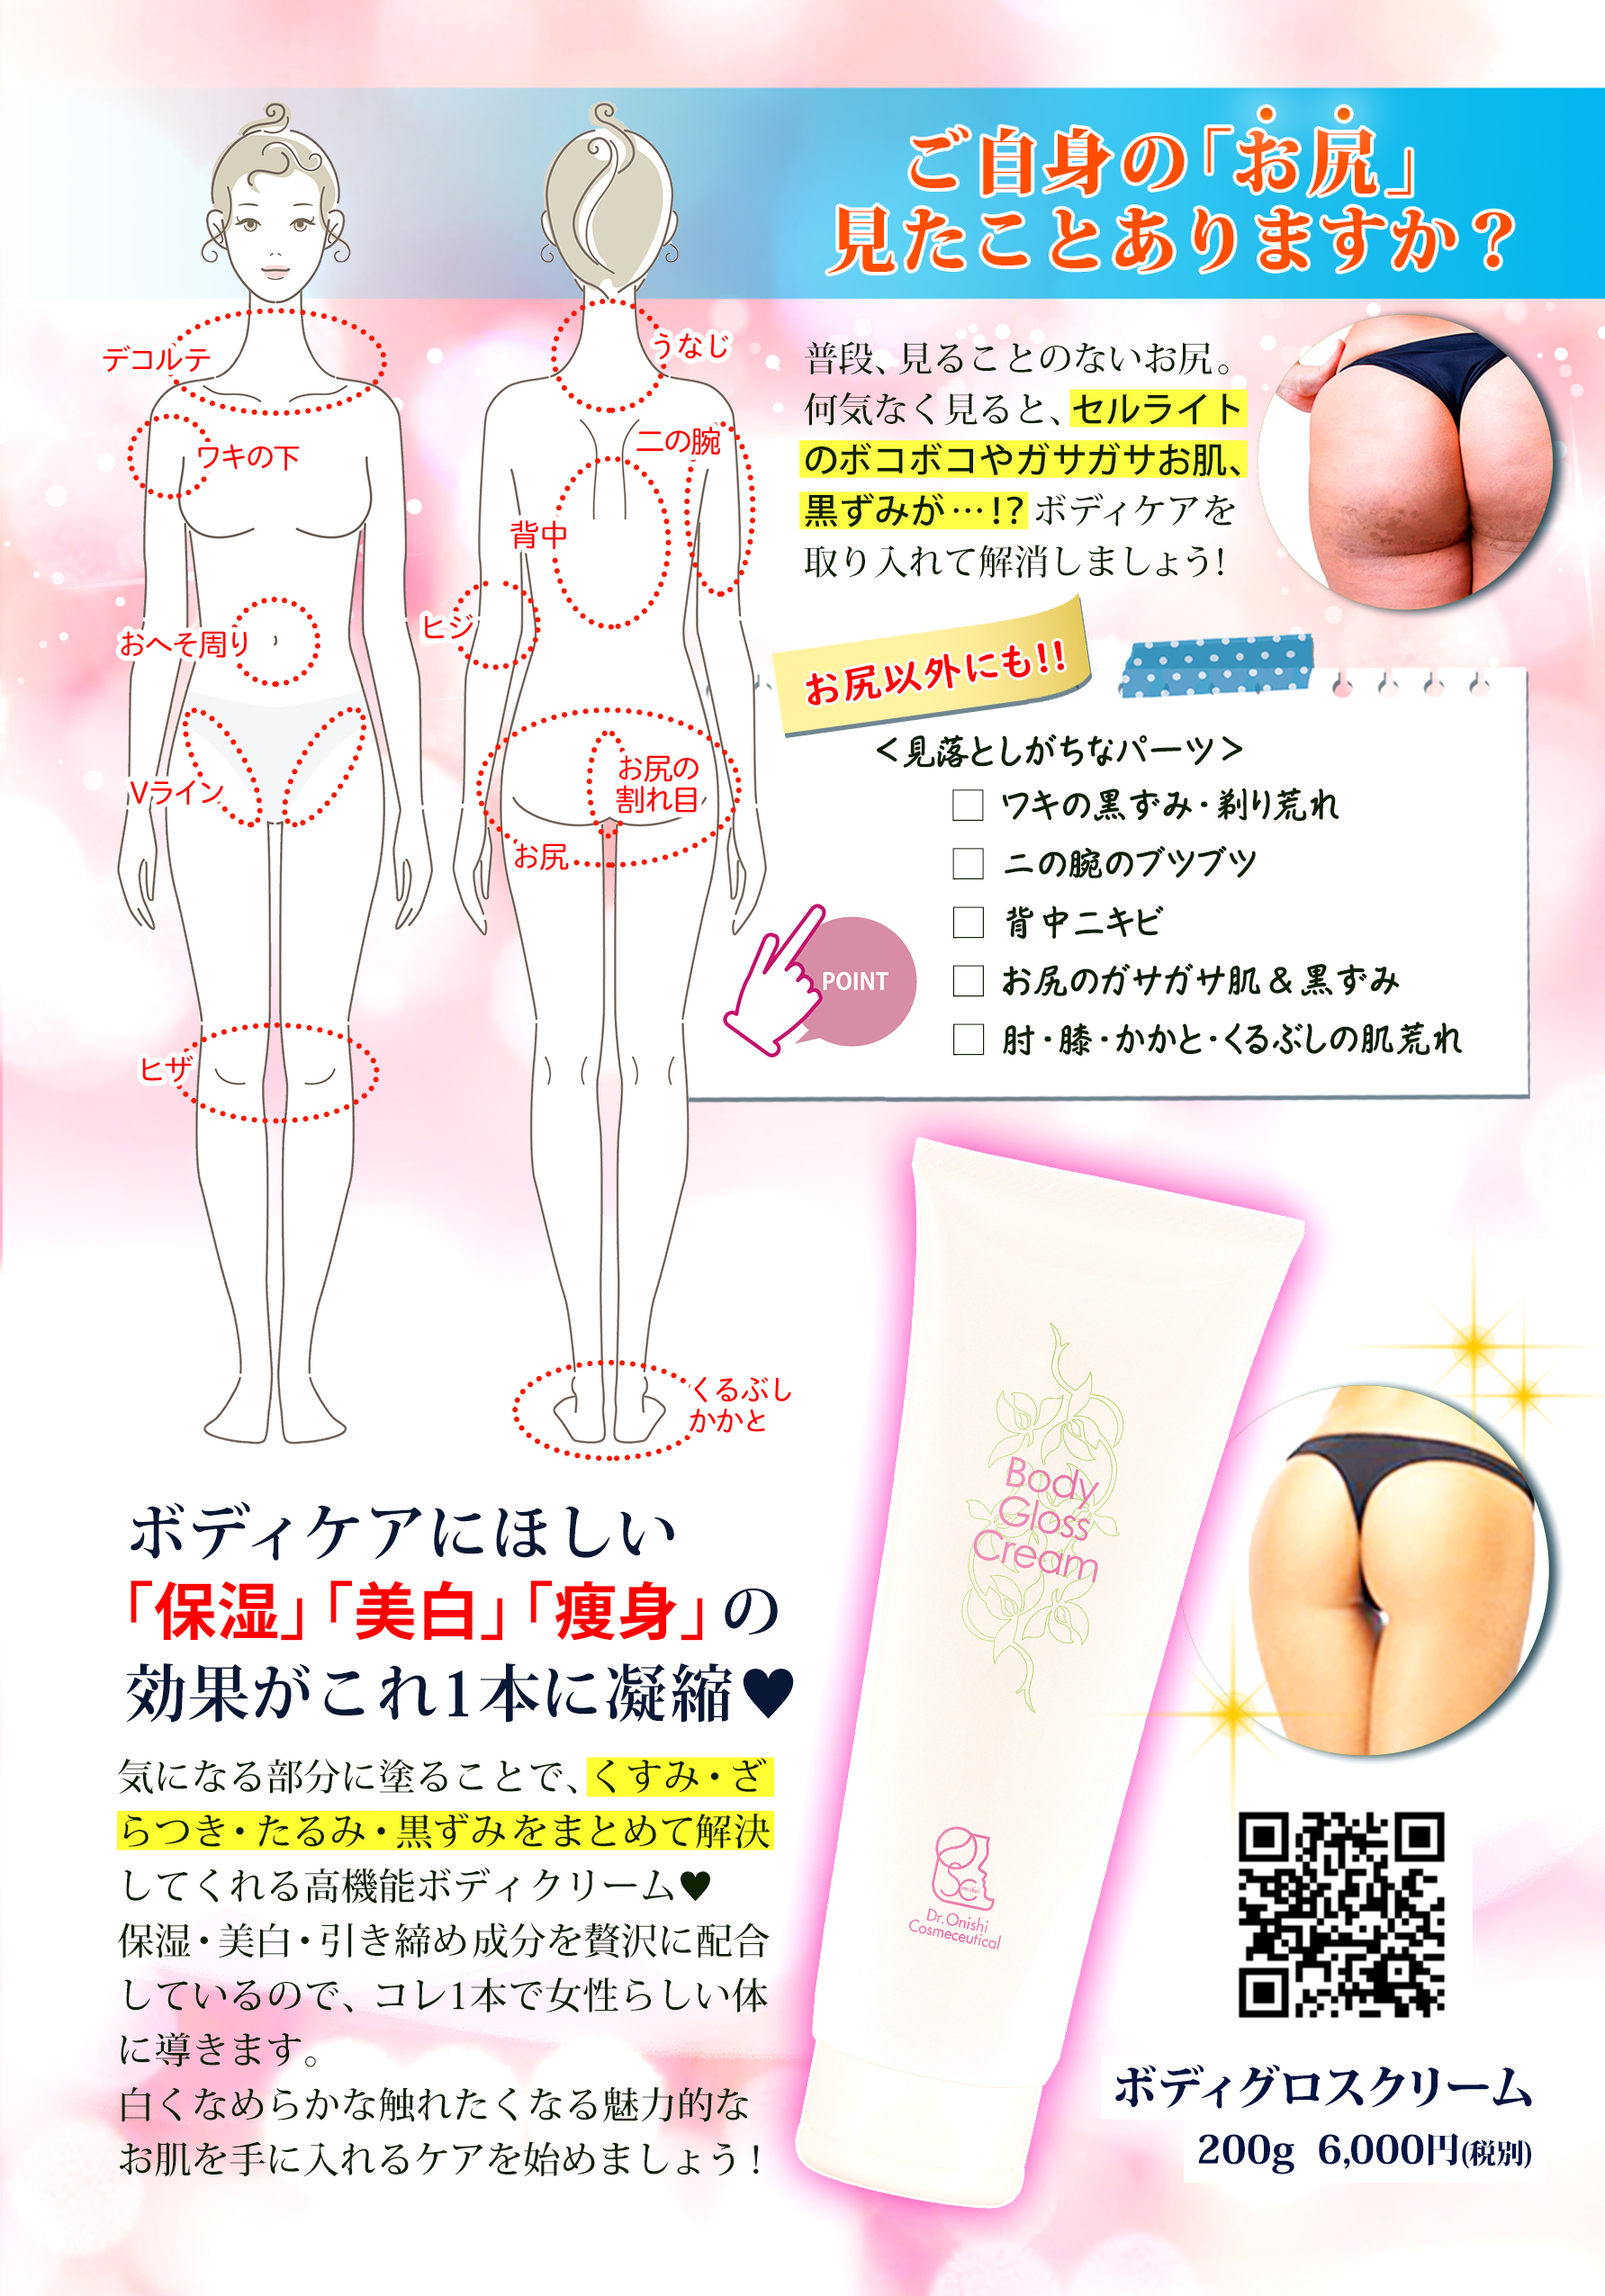 ご自身の「お尻」
見たことありますか?
デコルテ
ワキの下
おへそ周り
Vライン
ヒザ
うなじ
二の腕
背中
ヒジ
お尻の
割れ目
お尻
くるぶし
かかと
普段、見ることのないお尻。
何気なく見ると、セルライト
のボコボコやガサガサお肌、
黒ずみが…!?ボディケアを
取り入れて解消しましょう!
お尻以外にも!!
<見落としがちなパーツ>
□ ワキの黒ずみ・剃り荒れ
□ 二の腕のブツブツ
□ 背中ニキビ
□ お尻のガサガサ肌&黒ずみ
□ 肘・膝・かかと・くるぶしの肌荒れ
POINT
Body
Gloss
Cream
Dr.Onishi
Cosmeceutical
ボディケアにほしい
「保湿」「美白」「痩身」の
効果がこれ1本に凝縮♥
気になる部分に塗ることで、くすみ・ざ
らつき・たるみ・黒ずみをまとめて解決
してくれる高機能ボディクリーム♥
保湿・美白・引き締め成分を贅沢に配合
しているので、コレ1本で女性らしい体
に導きます。
白くなめらかな触れたくなる魅力的な
お肌を手に入れるケアを始めましょう!
ボディグロスクリーム
200g 6,000円(税別)